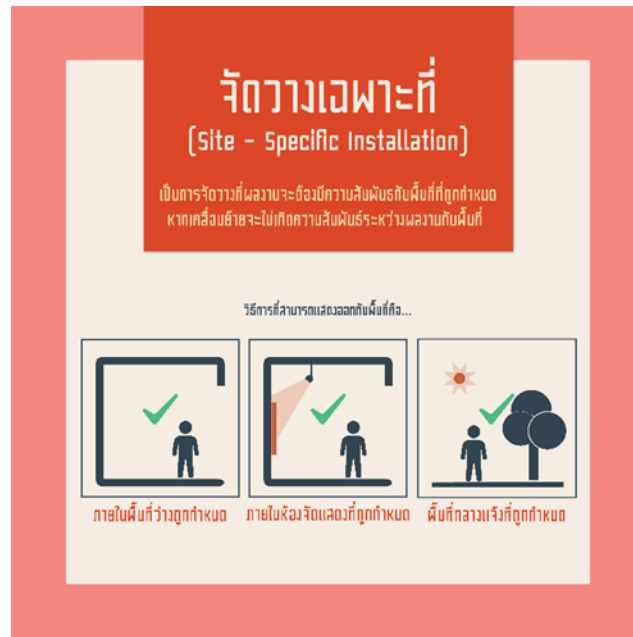 จัดวางเฉพาะที่
(Site - Specific Installation)
เป็นการจัดวางที่ผลงานจะต้องมีความสัมพันธ์กับพื้นที่ที่ถูกกำหนด
หากเคลื่อนย้ายจะไม่เกิดความสัมพันธ์ระหว่างผลงานกับพื้นที่
วิธีการที่สามารถแสดงออกกับพื้นที่คือ...
ภายในพื้นที่ว่างถูกกำหนด
ภายในห้องจัดแสดงที่ถูกกำหนด
พื้นที่กลางแจ้งที่ถูกกำหนด